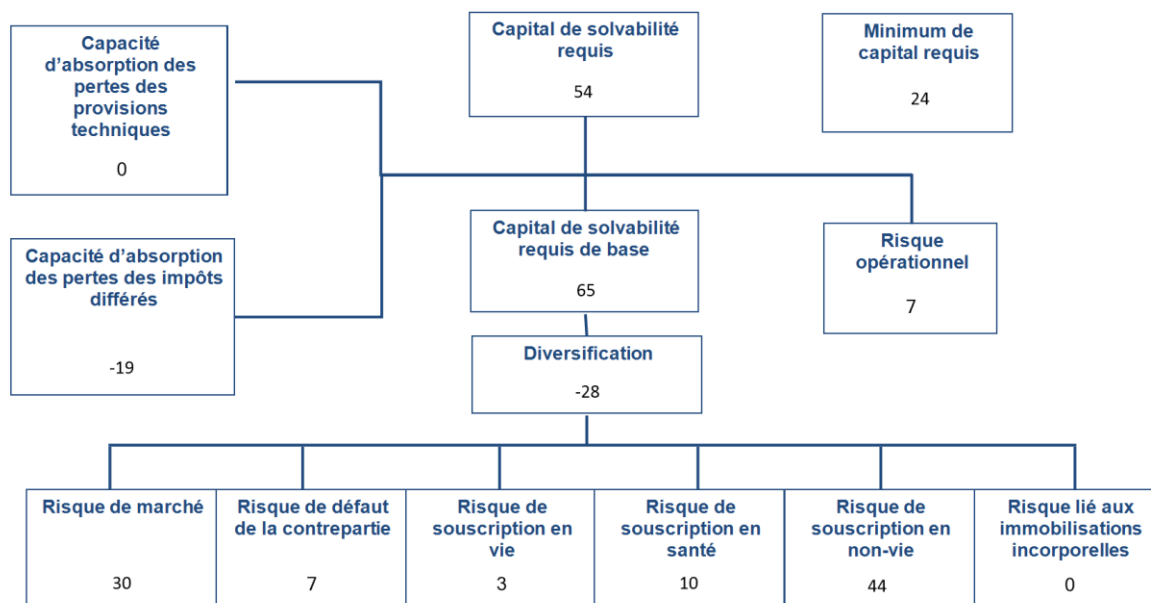 Capacité
d'absorption des
pertes des
provisions
techniques
0
Capital de solvabilité
requis
54
Minimum de
capital requis
24
Capacité d'absorption
des pertes des impôts
différés
-19
Capital de solvabilité
requis de base
65
Risque
opérationnel
7
Diversification
-28
Risque de marché
30
Risque de défaut
de la contrepartie
7
Risque de
souscription en
vie
3
Risque de
souscription en
santé
10
Risque de
souscription en
non-vie
44
Risque lié aux
immobilisations
incorporelles
0